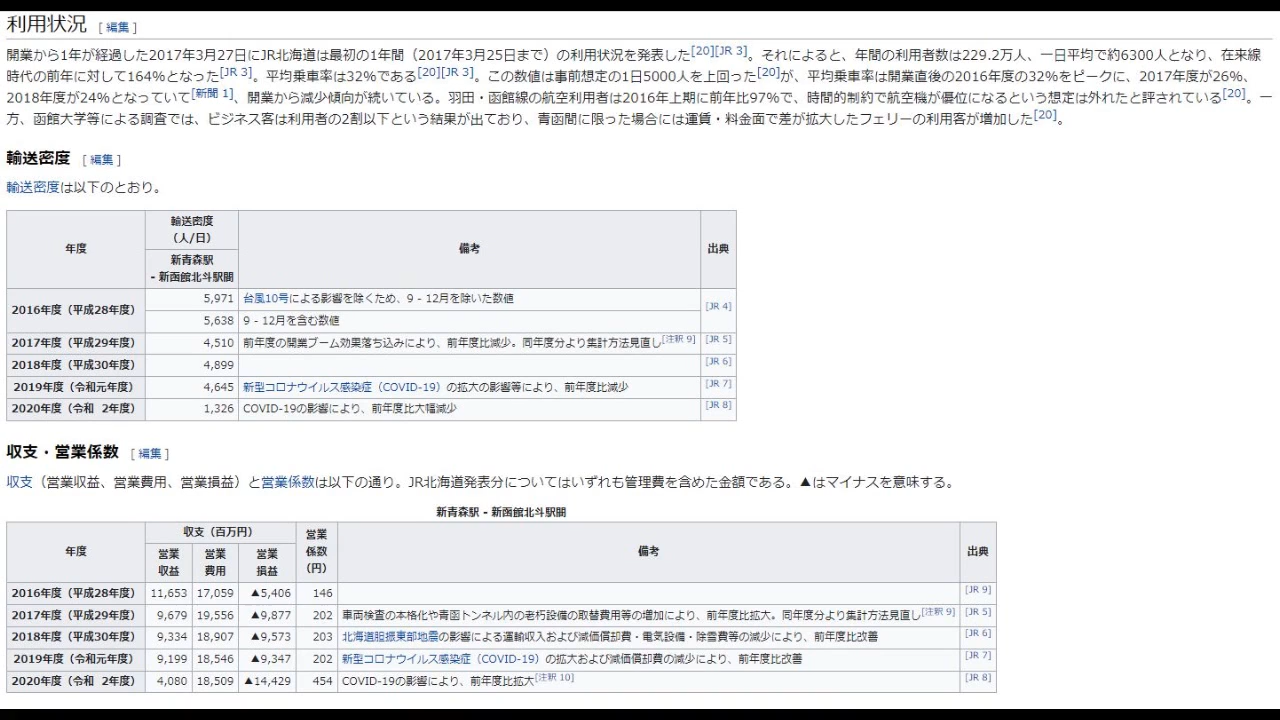 利用状況 [ 編集 ]
開業から1年が経過した2017年3月27日にJR北海道は最初の1年間（2017年3月25日まで）の利用状況を発表した[20][JR 3]。それによると、年間の利用者数は229.2万人、一日平均で約6300人となり、在来線
時代の前年に対して164%となった[JR 3]。平均乗車率は32%である[20][JR 3]。この数値は事前想定の1日5000人を上回った[20]が、平均乗車率は開業直後の2016年度の32%をピークに、2017年度が26%、
2018年度が24%となっていて[新聞 1]、開業から減少傾向が続いている。羽田・函館線の航空利用者は2016年上期に前年比97%で、時間的制約で航空機が優位になるという想定は外れたと評されている[20]。一
方、函館大学等による調査では、ビジネス客は利用者の2割以下という結果が出ており、青函間に限った場合には運賃・料金面で差が拡大したフェリーの利用客が増加した[20]。
輸送密度 [ 編集 ]
輸送密度は以下のとおり。
年度 輸送密度 備考 出典
（人/日）
新青森駅
- 新函館北斗駅間
2016年度（平成28年度） 5,971 台風10号による影響を除くため、9 - 12月を除いた数値 [JR 4]
5,638 9 - 12月を含む数値
2017年度（平成29年度） 4,510 前年度の開業ブーム効果落ち込みにより、前年度比減少。同年度分より集計方法見直し[注釈 9] [JR 5]
2018年度（平成30年度） 4,899 [JR 6]
2019年度（令和元年度） 4,645 新型コロナウイルス感染症（COVID-19）の拡大の影響等により、前年度比減少 [JR 7]
2020年度（令和 2年度） 1,326 COVID-19の影響により、前年度比大幅減少 [JR 8]
収支・営業係数 [ 編集 ]
収支（営業収益、営業費用、営業損益）と営業係数は以下の通り。JR北海道発表分についてはいずれも管理費を含めた金額である。▲はマイナスを意味する。
新青森駅 - 新函館北斗駅間
年度 収支（百万円） 営業係数（円） 備考 出典
営業収益 営業費用 営業損益
2016年度（平成28年度） 11,653 17,059 ▲5,406 146 [JR 9]
2017年度（平成29年度） 9,679 19,556 ▲9,877 202 車両検査の本格化や青函トンネル内の老朽設備の取替費用等の増加により、前年度比拡大。同年度分より集計方法見直し[注釈 9] [JR 5]
2018年度（平成30年度） 9,334 18,907 ▲9,573 203 北海道胆振東部地震の影響による運輸収入および減価償却費・電気設備・除雪費等の減少により、前年度比改善 [JR 6]
2019年度（令和元年度） 9,199 18,546 ▲9,347 202 新型コロナウイルス感染症（COVID-19）の拡大および減価償却費の減少により、前年度比改善 [JR 7]
2020年度（令和 2年度） 4,080 18,509 ▲14,429 454 COVID-19の影響により、前年度比拡大[注釈 10] [JR 8]